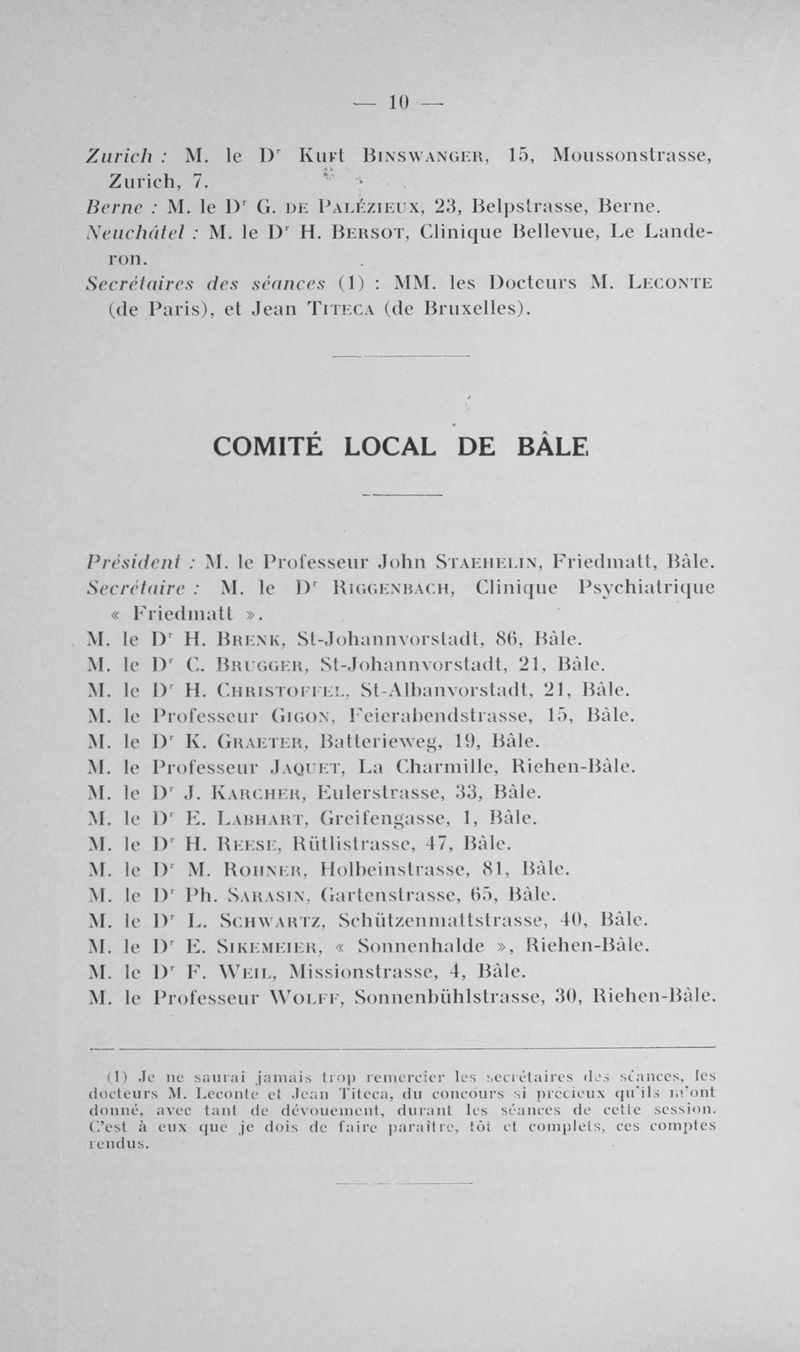 — 10 —
Zurich : M. le Dr Kurt BINSWANGER, 15, Moussonstrasse,
Zurich, 7.
Berne : M. le Dr G. DE PALÉZIEUX, 23, Belpstrasse, Berne.
Neuchâtel : M. le Dr H. BERSOT, Clinique Bellevue, Le Lande-
ron.
Secrétaires des séances (1) : MM. les Docteurs M. LECONTE
(de Paris), et Jean TITECA (de Bruxelles).
COMITÉ LOCAL DE BÂLE
Président : M. le Professeur John STAEHELIN, Friedmatt, Bâle.
Secrétaire : M. le Dr RIGGENBACH, Clinique Psychiatrique
« Friedmatt ».
M. le Dr H. BRENK, St-Johannvorstadt, 86, Bâle.
M. le Dr C. BRUGGER, St-Johannvorstadt, 21, Bâle.
M. le Dr H. CHRISTOFFEL, St-Albanvorstadt, 21, Bâle.
M. le Professeur GIGON, Feierabendstrasse, 15, Bâle.
M. le Dr K. GRAETER, Batterieweg, 19, Bâle.
M. le Professeur JAQUET, La Charmille, Riehen-Bâle.
M. le Dr J. KARCHER, Eulerstrasse, 33, Bâle.
M. le Dr E. LABHART, Greifengasse, 1, Bâle.
M. le Dr H. REESE, Rütlistrasse, 47, Bâle.
M. le Dr M. ROHNER, Holbeinstrasse, 81, Bâle.
M. le Dr Ph. SARASIN, Gartenstrasse, 65, Bâle.
M. le Dr L. SCHWARTZ, Schützenmattstrasse, 40, Bâle.
M. le Dr E. SIKEMEIER, « Sonnenhalde », Riehen-Bâle.
M. le Dr F. WEIL, Missionstrasse, 4, Bâle.
M. le Professeur WOLFF, Sonnenbühlstrasse, 30, Riehen-Bâle.
(1) Je ne saurai jamais trop remercier les secrétaires des séances, les
docteurs M. Leconte et Jean Titeca, du concours si précieux qu'ils m'ont
donné, avec tant de dévouement, durant les séances de cette session.
C'est à eux que je dois de faire paraître, tôt et complets, ces comptes
rendus.